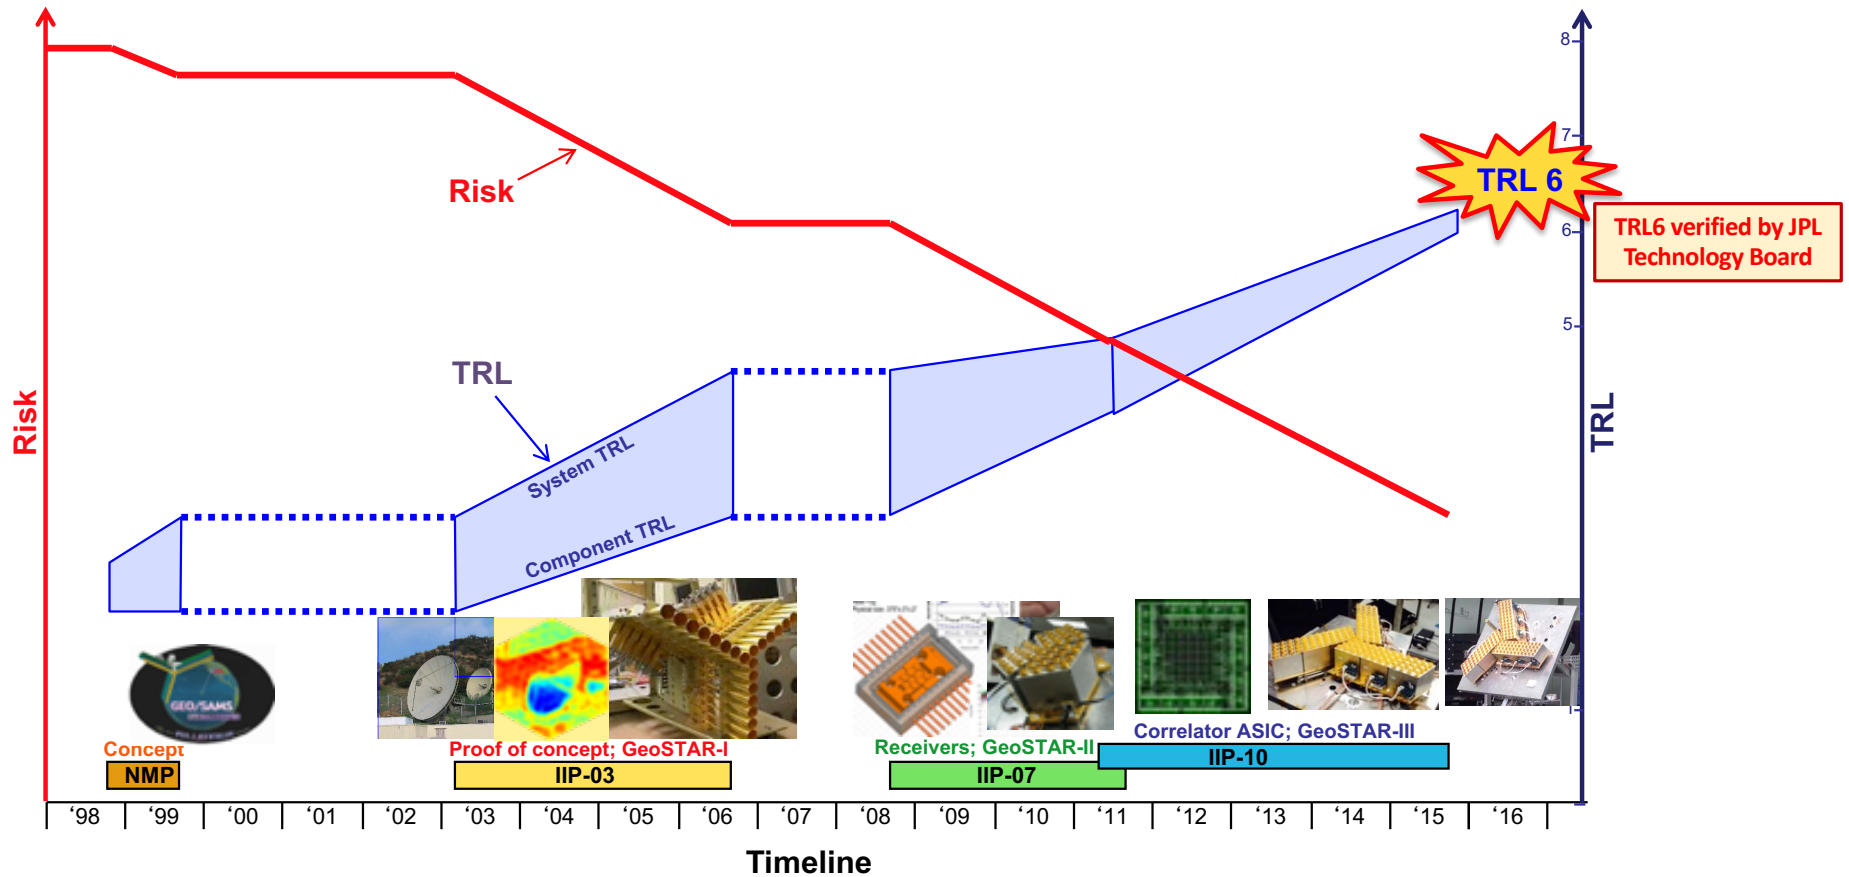 8
7
TRL 6
TRL6 verified by JPL
Technology Board
6
Risk
5
TRL
Risk
TRL
System TRL
Component TRL
GEO/SAMS
Concept
Proof of concept; GeoSTAR-I
Receivers; GeoSTAR-II
Correlator ASIC; GeoSTAR-III
NMP
IIP-03
IIP-07
IIP-10
‘98 ‘99 ‘00 ‘01 ‘02 ‘03 ‘04 ‘05 ‘06 ‘07 ‘08 ‘09 ‘10 ‘11 ‘12 ‘13 ‘14 ‘15 ‘16
Timeline